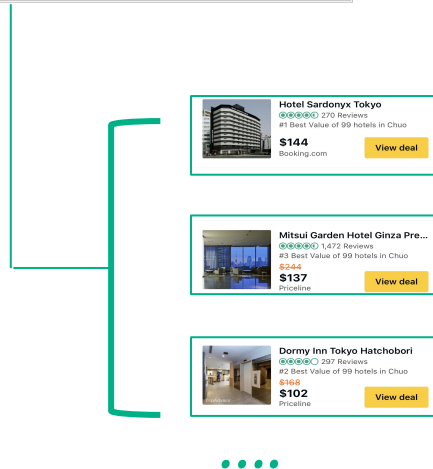 Hotel Sardonyx Tokyo
270 Reviews
#1 Best Value of 99 hotels in Chuo
$144
Booking.com
View deal
Mitsui Garden Hotel Ginza Pre...
1,472 Reviews
#3 Best Value of 99 hotels in Chuo
$244
$137
Priceline
View deal
Dormy Inn Tokyo Hatchobori
297 Reviews
#2 Best Value of 99 hotels in Chuo
$168
$102
Priceline
View deal